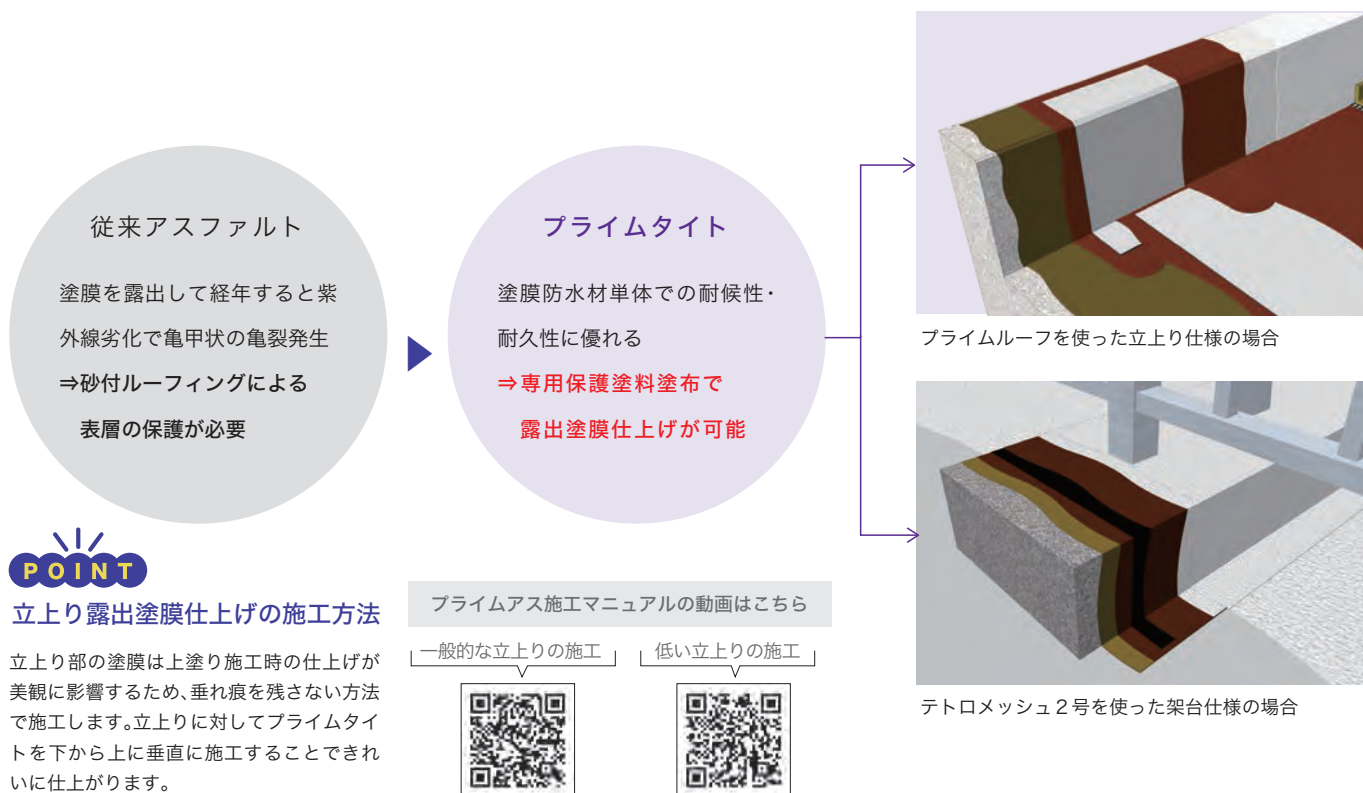 従来アスファルト
塗膜を露出して経年すると紫
外線劣化で亀甲状の亀裂発生
⇒砂付ルーフィングによる
表層の保護が必要
プライムタイト
塗膜防水材単体での耐候性・
耐久性に優れる
⇒専用保護塗料塗布で
露出塗膜仕上げが可能
プライムルーフを使った立上り仕様の場合
テトロメッシュ２号を使った架台仕様の場合
POINT
立上り露出塗膜仕上げの施工方法
立上り部の塗膜は上塗り施工時の仕上げが
美観に影響するため、垂れ痕を残さない方法
で施工します。立上りに対してプライムタイ
トを下から上に垂直に施工することできれ
いに仕上がります。
プライムアス施工マニュアルの動画はこちら
一般的な立上りの施工
低い立上りの施工